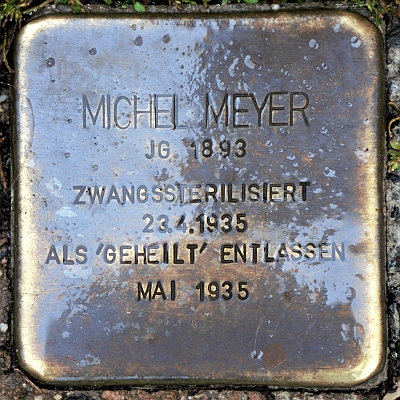 MICHEL MEYER
JG. 1893
ZWANGSSTERILISIERT
23.4.1935
ALS 'GEHEILT' ENTLASSEN
MAI 1935